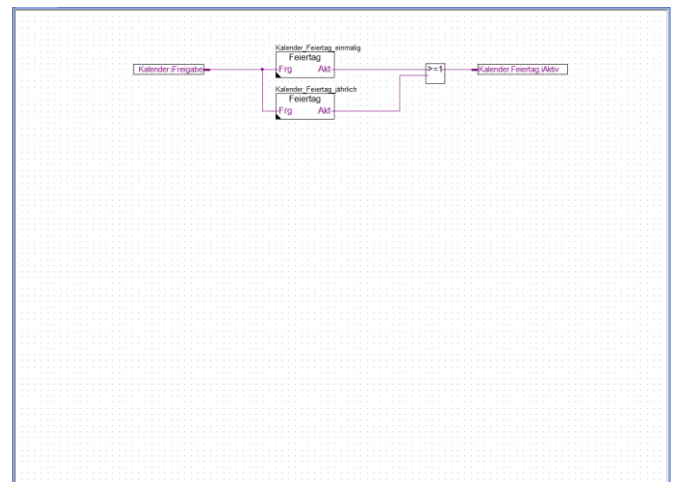 Kalender_Feiertag_einmalig
Feiertag
Kalender.iFreigabe
Frg Akt
>=1
Kalender.Feiertag.iAktiv
Kalender_Feiertag_jährlich
Feiertag
Frg Akt